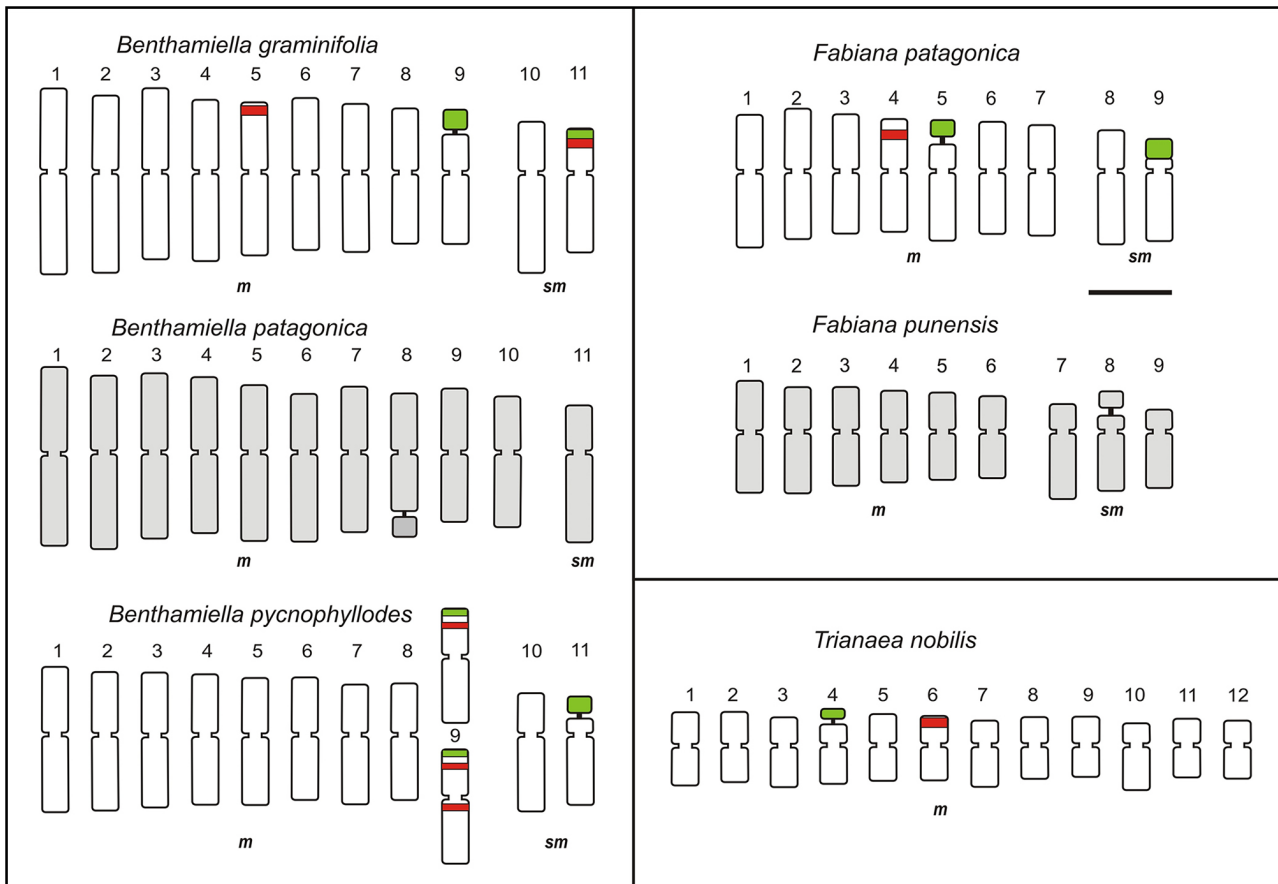 Benthamiella graminifolia
1 2 3 4 5 6 7 8 9 10 11
m sm
Benthamiella patagonica
1 2 3 4 5 6 7 8 9 10 11
m sm
Benthamiella pycnophyllodes
1 2 3 4 5 6 7 8 10 11
9
m sm
Fabiana patagonica
1 2 3 4 5 6 7 8 9
m sm
Fabiana punensis
1 2 3 4 5 6 7 8 9
m sm
Trianaea nobilis
1 2 3 4 5 6 7 8 9 10 11 12
m